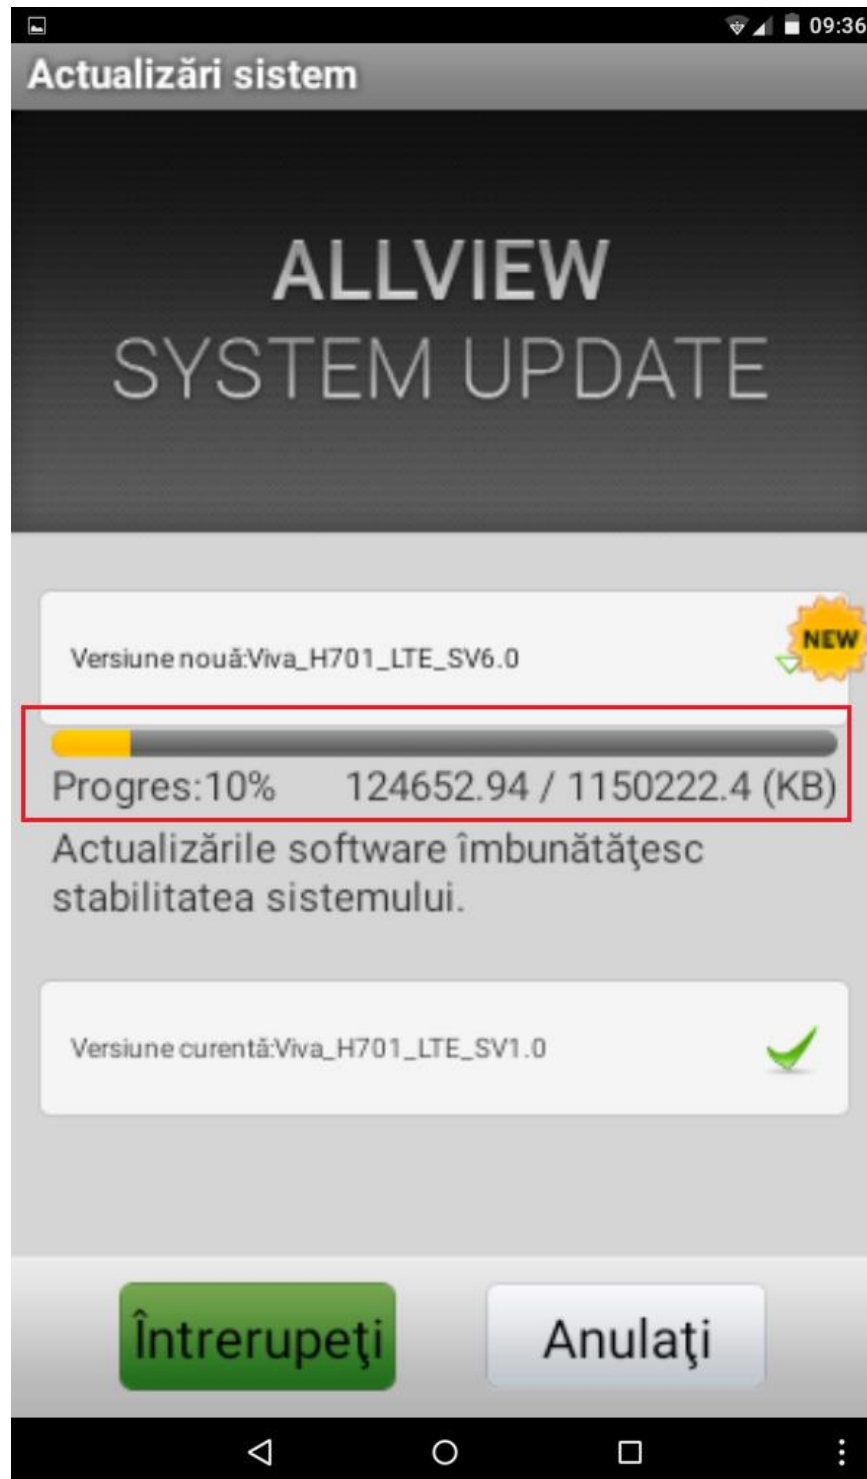 09:36
Actualizări sistem
ALLVIEW
SYSTEM UPDATE
Versiune nouă:Viva_H701_LTE_SV6.0
NEW
Progres:10% 124652.94 / 1150222.4 (KB)
Actualizările software îmbunătăţesc
stabilitatea sistemului.
Versiune curentă:Viva_H701_LTE_SV1.0
Întrerupeţi Anulaţi